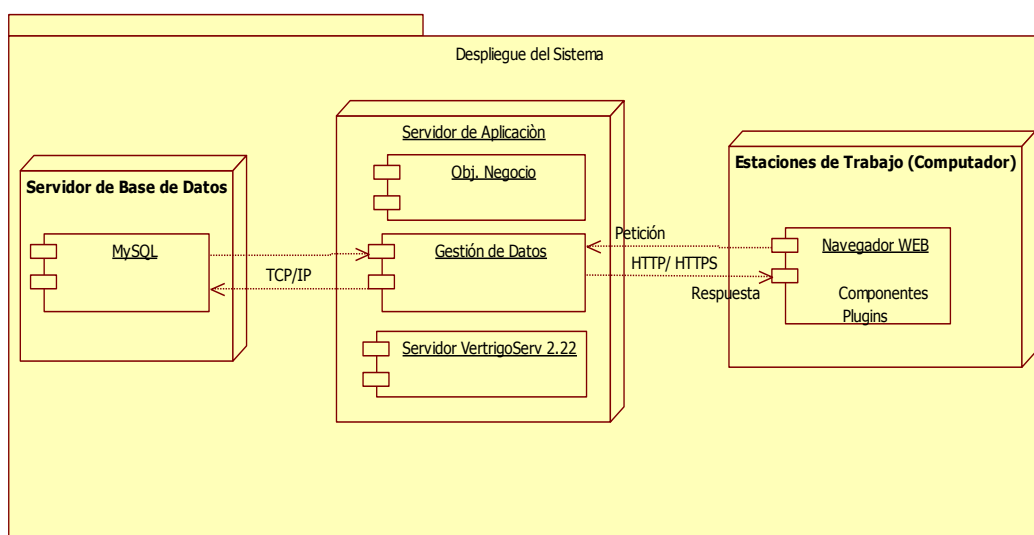 Despliegue del Sistema
Servidor de Base de Datos
MySQL
TCP/IP
Servidor de Aplicaciòn
Obj. Negocio
Gestión de Datos
Servidor VertrigoServ 2.22
Petición
HTTP/ HTTPS
Respuesta
Estaciones de Trabajo (Computador)
Navegador WEB
Componentes
Plugins